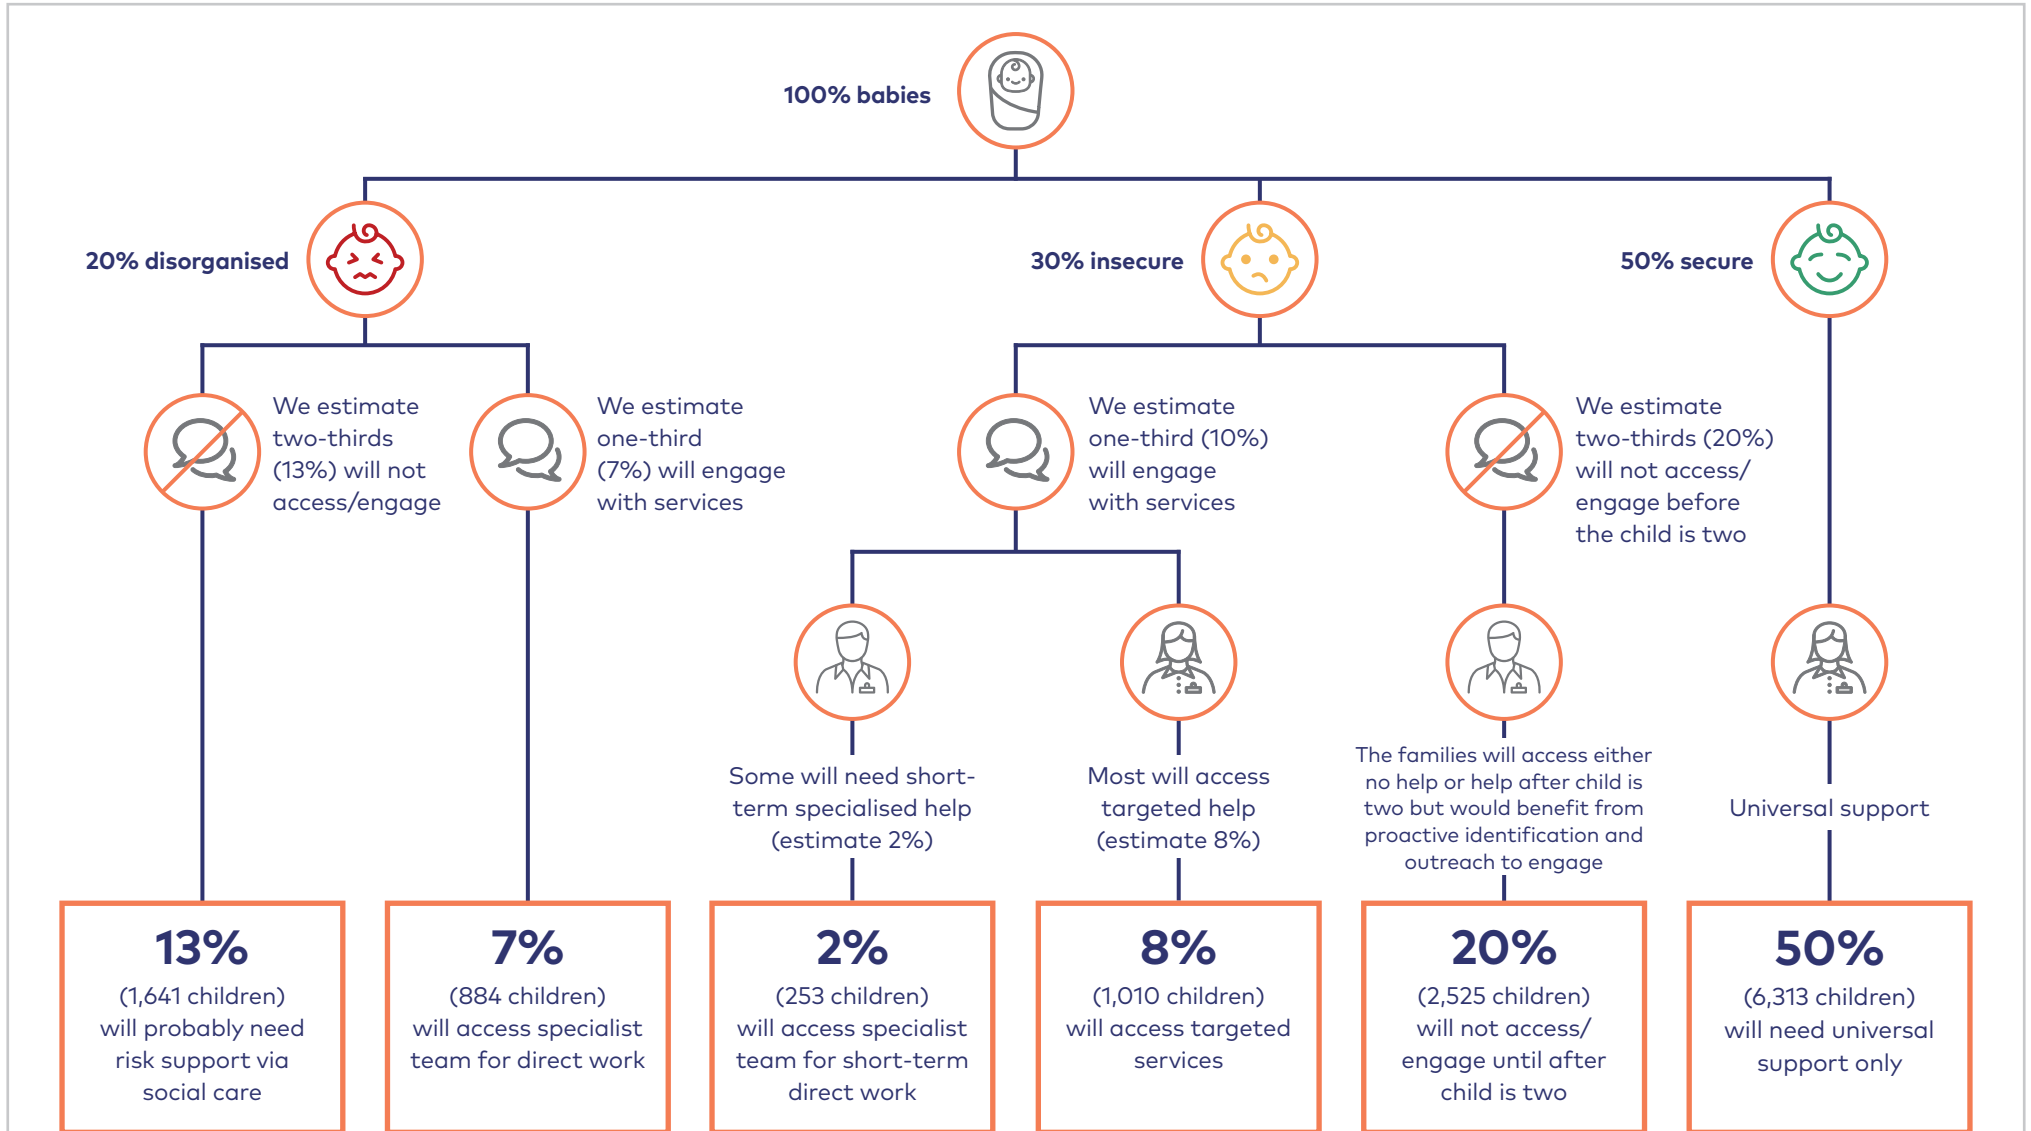 100% babies
20% disorganised
30% insecure
50% secure
We estimate
two-thirds
(13%) will not
access/engage
We estimate
one-third
(7%) will engage
with services
We estimate
one-third (10%)
will engage
with services
We estimate
two-thirds (20%)
will not access/
engage before
the child is two
Some will need short-
term specialised help
(estimate 2%)
Most will access
targeted help
(estimate 8%)
The families will access either
no help or help after child is
two but would benefit from
proactive identification and
outreach to engage
Universal support
13%
(1,641 children)
will probably need
risk support via
social care
7%
(884 children)
will access specialist
team for direct work
2%
(253 children)
will access specialist
team for short-term
direct work
8%
(1,010 children)
will access targeted
services
20%
(2,525 children)
will not access/
engage until after
child is two
50%
(6,313 children)
will need universal
support only